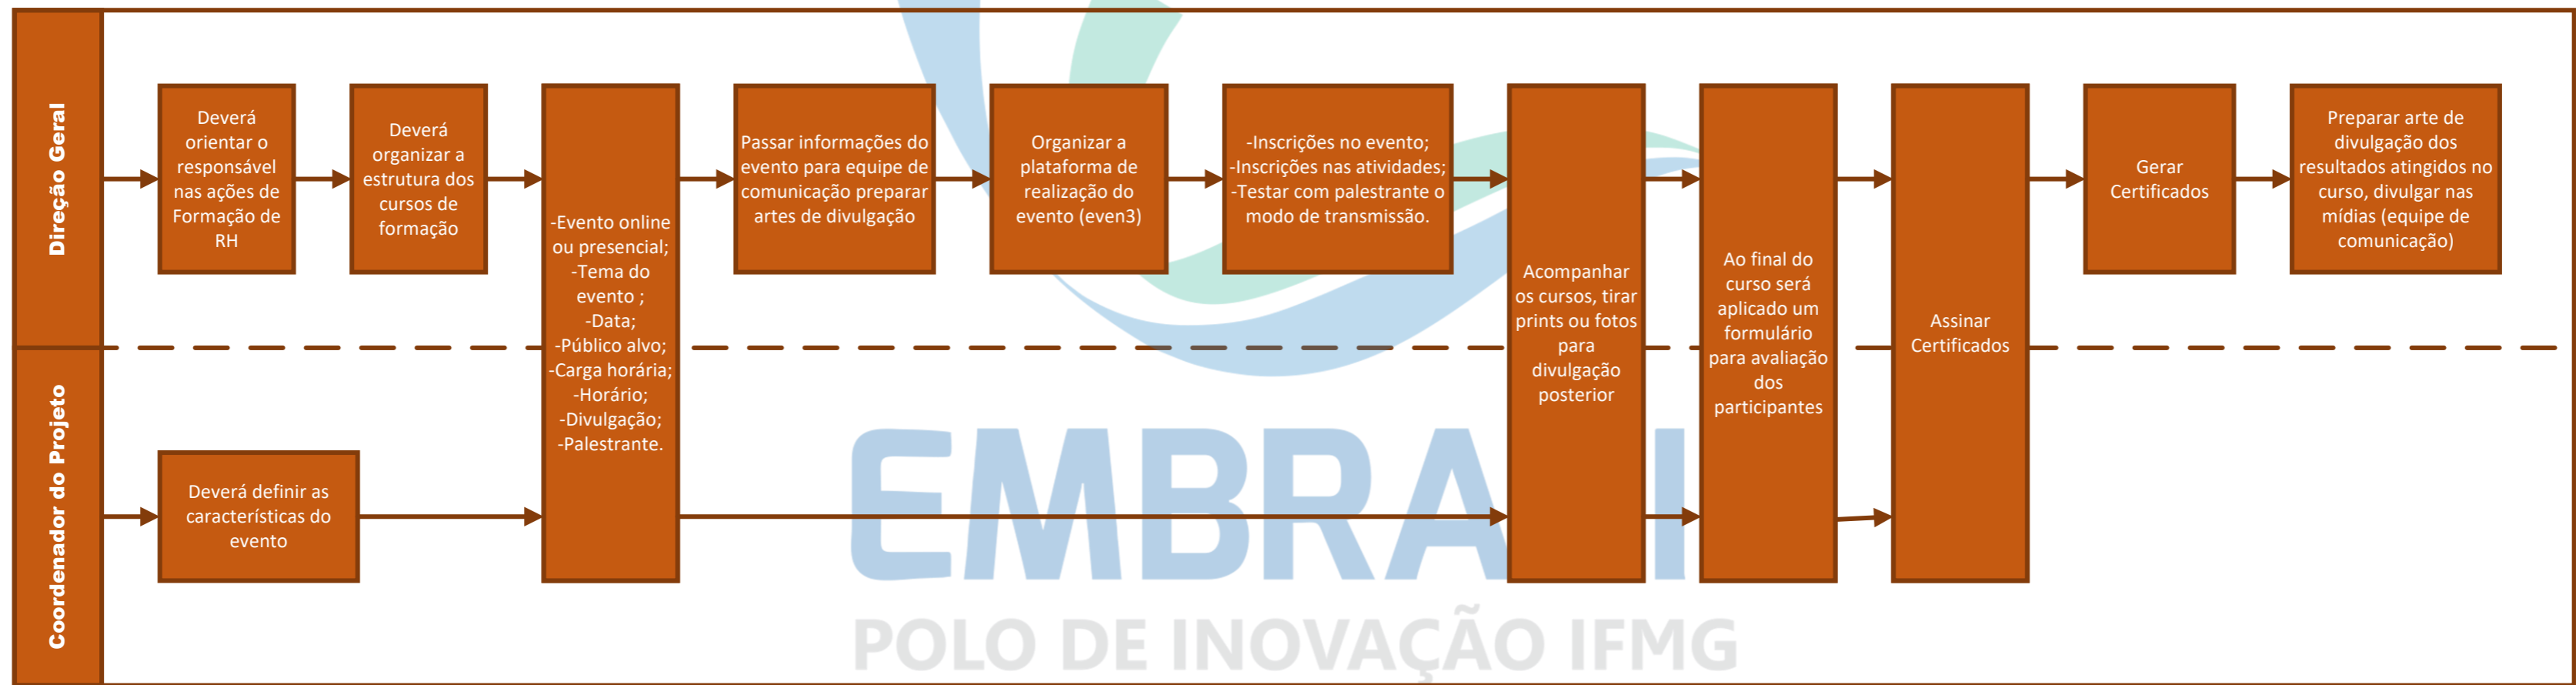 Direção Geral
Deverá
orientar o
responsável
nas ações de
Formação de
RH
Deverá
organizar a
estrutura dos
cursos de
formação
-Evento online
ou presencial;
-Tema do
evento ;
-Data;
-Público alvo;
-Carga horária;
-Horário;
-Divulgação;
-Palestrante.
Passar informações do
evento para equipe de
comunicação preparar
artes de divulgação
Organizar a
plataforma de
realização do
evento (even3)
-Inscrições no evento;
-Inscrições nas atividades;
-Testar com palestrante o
modo de transmissão.
Acompanhar
os cursos, tirar
prints ou fotos
para
divulgação
posterior
Ao final do
curso será
aplicado um
formulário
para avaliação
dos
participantes
Assinar
Certificados
Gerar
Certificados
Preparar arte de
divulgação dos
resultados atingidos no
curso, divulgar nas
mídias (equipe de
comunicação)
Coordenador do Projeto
Deverá definir as
características do
evento
EMBRA I
POLO DE INOVAÇÃO IFMG